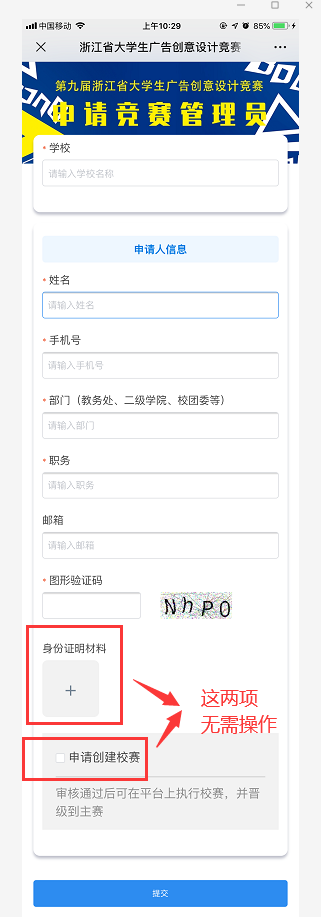 中国移动 上午10:29 85%
浙江省大学生广告创意设计竞赛
第九届浙江省大学生广告创意设计竞赛
申请竞赛管理员
* 学校
请输入学校名称
申请人信息
* 姓名
请输入姓名
* 手机号
请输入手机号
* 部门（教务处、二级学院、校团委等）
请输入部门
* 职务
请输入职务
邮箱
请输入邮箱
* 图形验证码
NhP0
身份证明材料
+
这两项
无需操作
申请创建校赛
审核通过后可在平台上执行校赛，并晋
级到主赛
提交